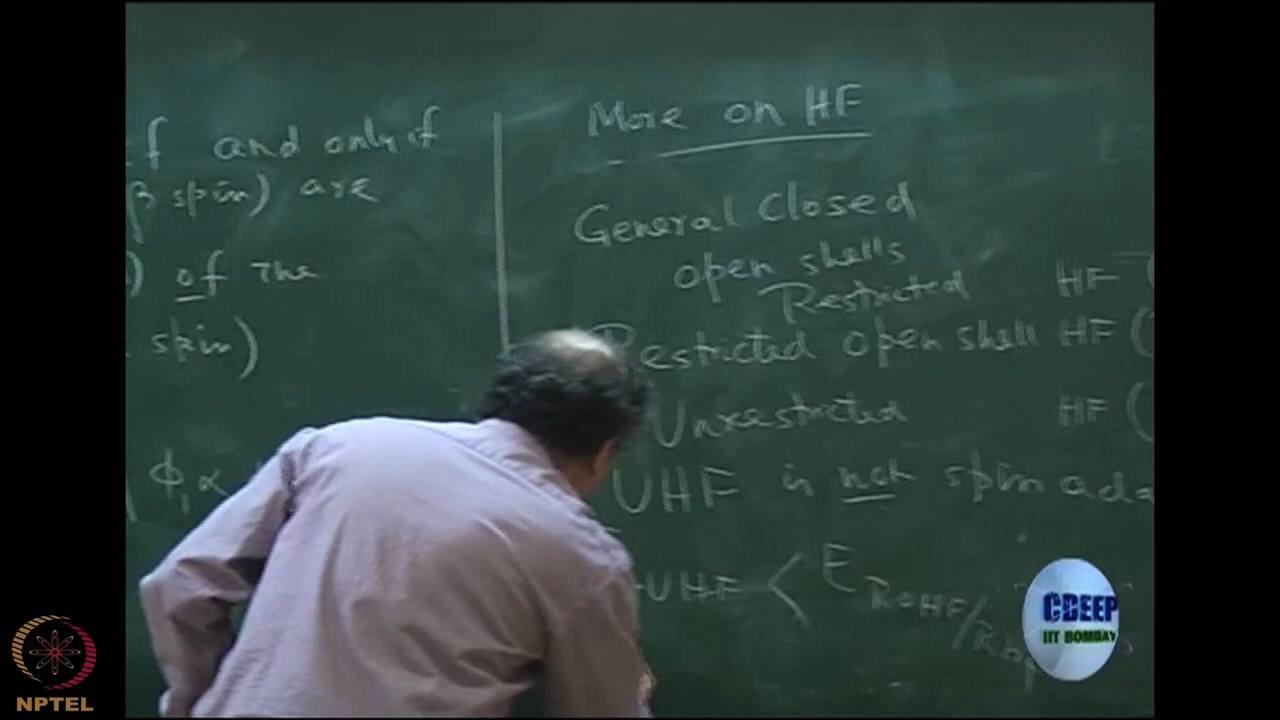 f and only if
β spin) are
) of the
spin)
ϕ₁α
More on HF
General Closed
open shells
Restricted HF (
Restricted open shell HF (
Unrestricted HF (
UHF is not spin ada
UHF < E ROHF/
CDEEP
IIT BOMBAY
NPTEL